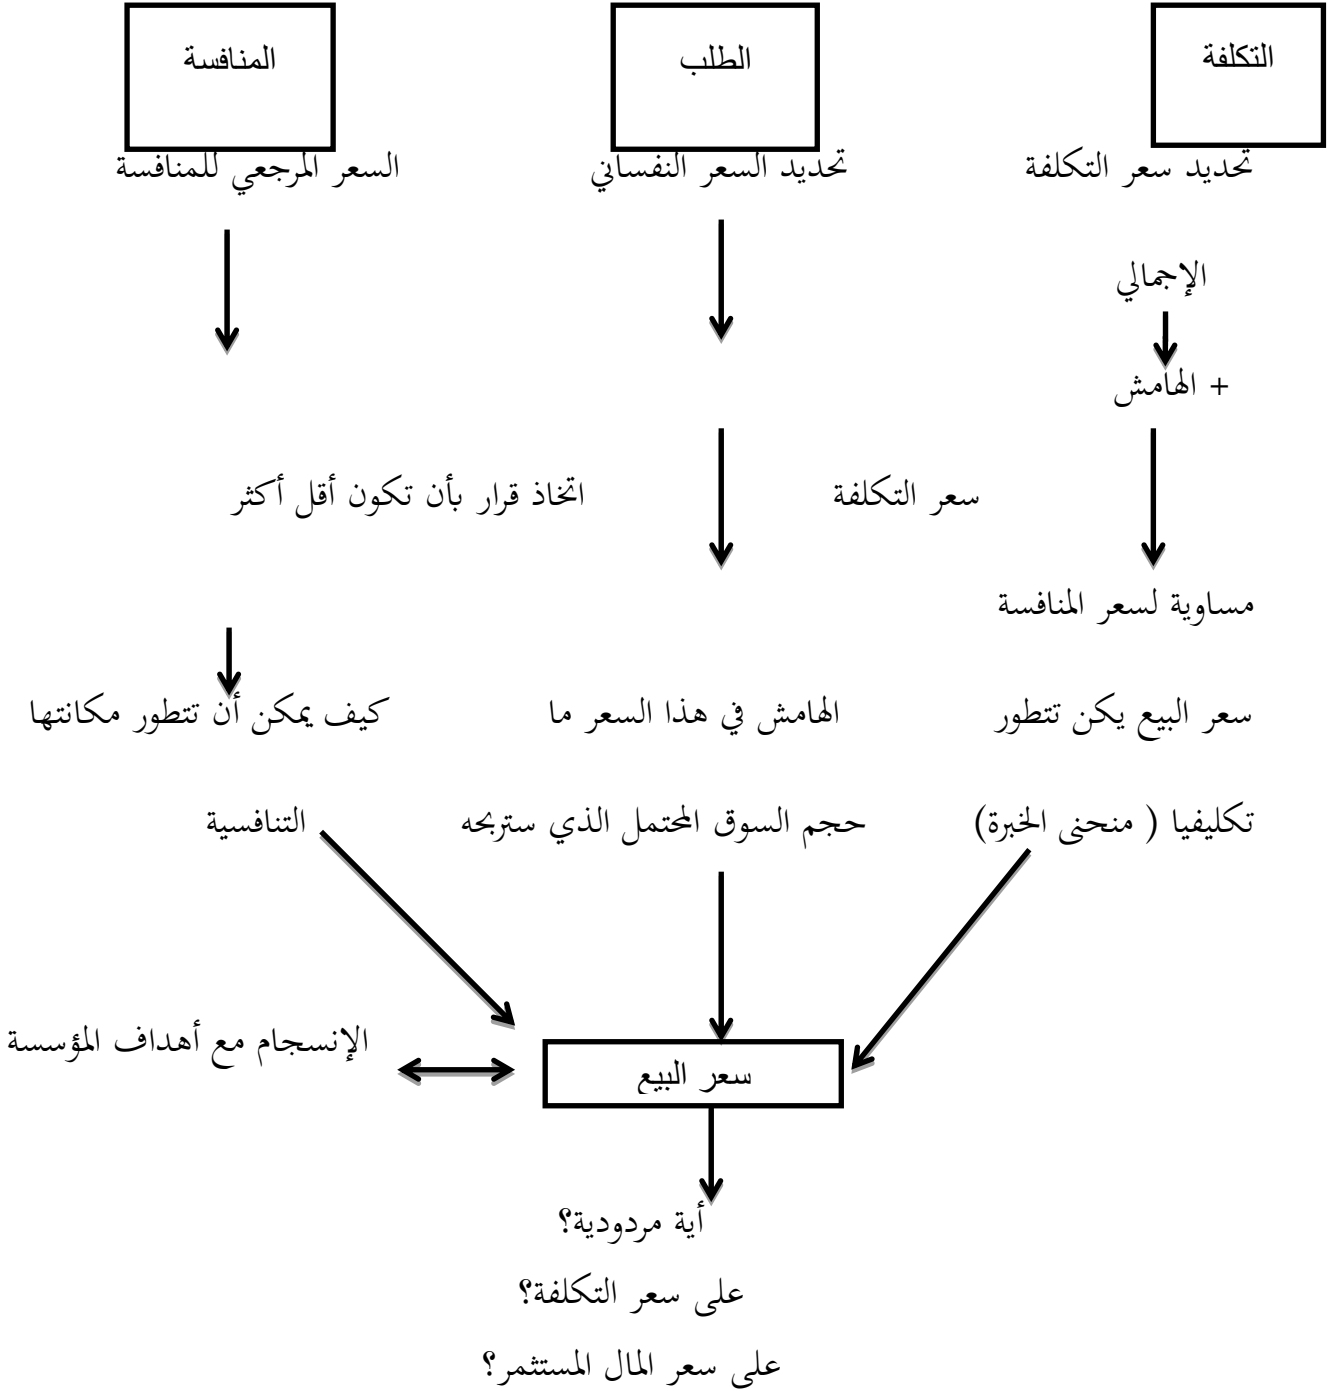 التكلفة
الطلب
المنافسة
تحديد سعر التكلفة
تحديد السعر النفساني
السعر المرجعي للمنافسة
الإجمالي
+ الهامش
سعر التكلفة
اتخاذ قرار بأن تكون أقل أكثر
مساوية لسعر المنافسة
سعر البيع يكن تتطور
الهامش في هذا السعر ما
كيف يمكن أن تتطور مكانتها
تكليفيا ( منحنى الخبرة)
حجم السوق المحتمل الذي ستربحه
التنافسية
الإنسجام مع أهداف المؤسسة
سعر البيع
أية مردودية؟
على سعر التكلفة؟
على سعر المال المستثمر؟